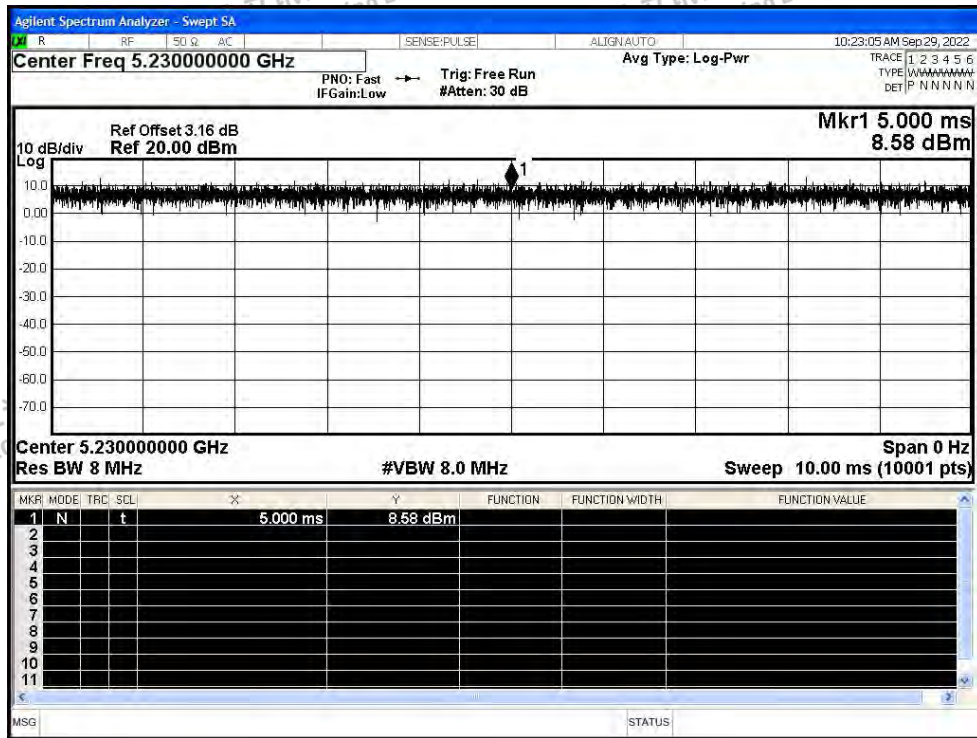 Agilent Spectrum Analyzer - Swept SA
LXI R RF 50 Ω AC SENSE:PULSE ALIGNAUTO 10:23:05 AM Sep 29, 2022
Center Freq 5.230000000 GHz Avg Type: Log-Pwr TRACE 1 2 3 4 5 6
PNO: Fast Trig: Free Run TYPE
IFGain:Low #Atten: 30 dB DET P N N N N N
Mkr1 5.000 ms
8.58 dBm
Ref Offset 3.16 dB
10 dB/div Ref 20.00 dBm
Log
1
10.0
0.00
-10.0
-20.0
-30.0
-40.0
-50.0
-60.0
-70.0
Center 5.230000000 GHz Span 0 Hz
Res BW 8 MHz #VBW 8.0 MHz Sweep 10.00 ms (10001 pts)
MKR MODE TRC SCL X Y FUNCTION FUNCTION WIDTH FUNCTION VALUE
1 N t 5.000 ms 8.58 dBm
2
3
4
5
6
7
8
9
10
11
MSG STATUS